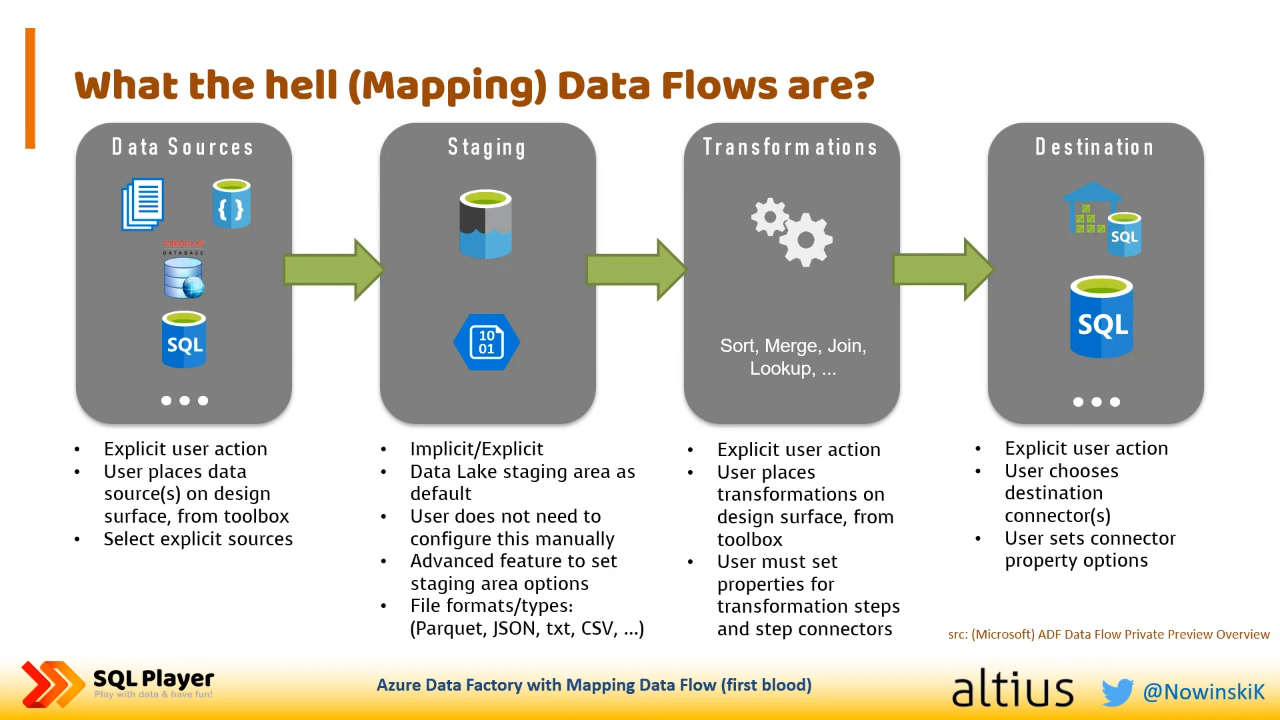 What the hell (Mapping) Data Flows are?
Data Sources
{ }
DATABASE
SQL
Staging
10
01
Transformations
Sort, Merge, Join,
Lookup, ...
Destination
SQL
SQL
• Explicit user action
• User places data
source(s) on design
surface, from toolbox
• Select explicit sources
• Implicit/Explicit
• Data Lake staging area as
default
• User does not need to
configure this manually
• Advanced feature to set
staging area options
• File formats/types:
(Parquet, JSON, txt, CSV, ...)
• Explicit user action
• User places
transformations on
design surface, from
toolbox
• User must set
properties for
transformation steps
and step connectors
• Explicit user action
• User chooses
destination
connector(s)
• User sets connector
property options
src: (Microsoft) ADF Data Flow Private Preview Overview
SQL Player
Play with data & have fun!
Azure Data Factory with Mapping Data Flow (first blood)
altius
@NowinskiK